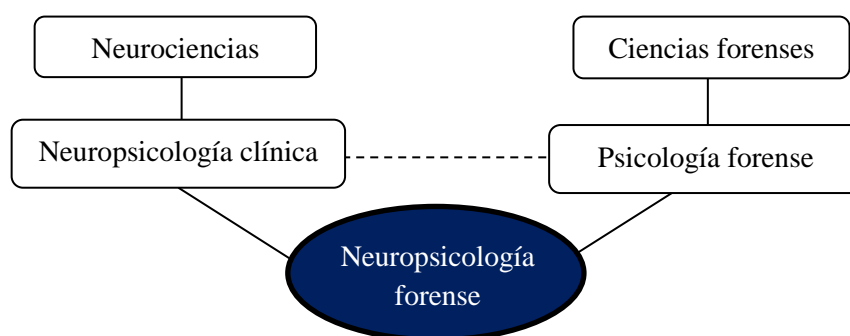 Neurociencias
Ciencias forenses
Neuropsicología clínica
Psicología forense
Neuropsicología
forense